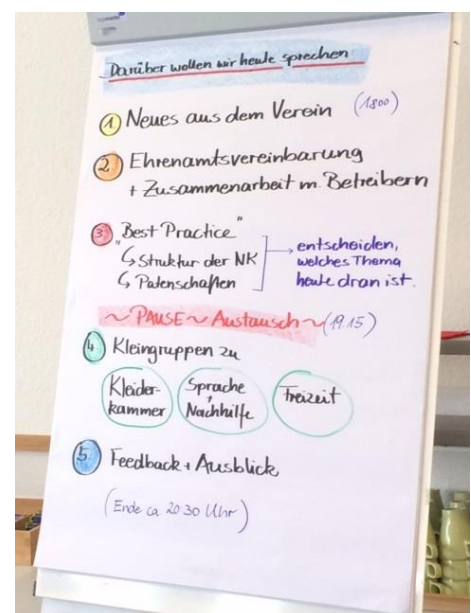 Darüber wollen wir heute sprechen
1 Neues aus dem Verein (1800)
2 Ehrenamtsvereinbarung
+ Zusammenarbeit m. Betreibern
3 "Best Practice"
↳ Struktur der NK
↳ Patenschaften
entscheiden,
welches Thema
heute dran ist.
~ PAUSE ~ Austausch ~ (19.15)
4 Kleingruppen zu
Kleider-
kammer
Sprache
+
Nachhilfe
Freizeit
5 Feedback + Ausblick
(Ende ca. 20.30 Uhr)